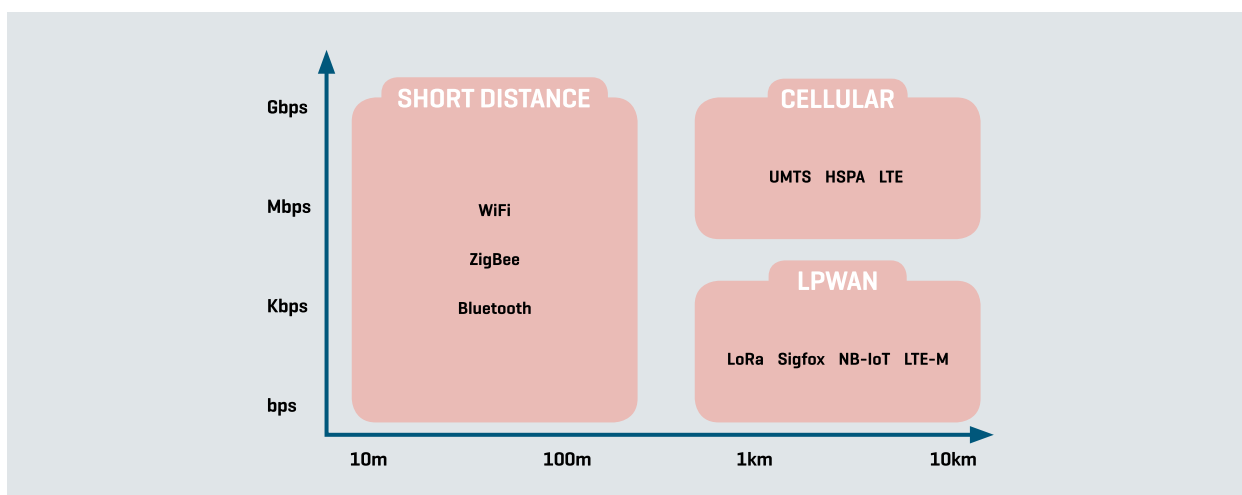 SHORT DISTANCE
CELLULAR
Gbps
UMTS HSPA LTE
Mbps
WiFi
ZigBee
LPWAN
Kbps
Bluetooth
LoRa Sigfox NB-IoT LTE-M
bps
10m 100m 1km 10km